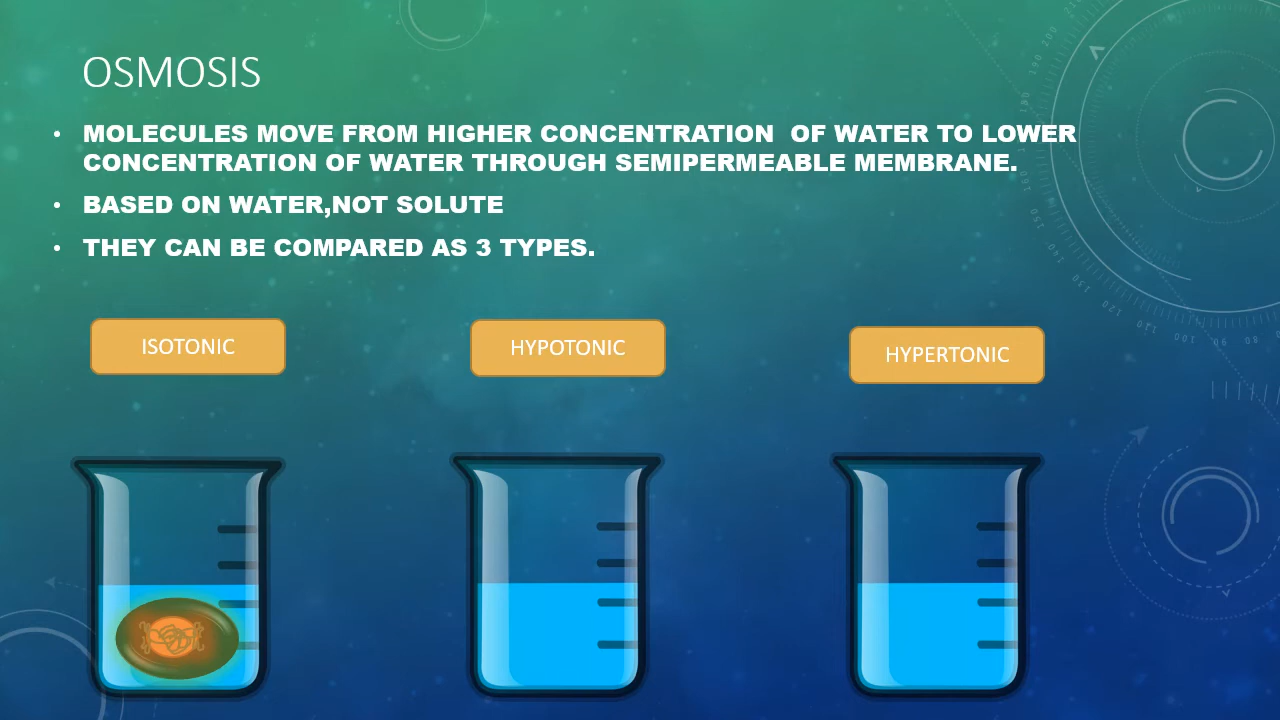 OSMOSIS
• MOLECULES MOVE FROM HIGHER CONCENTRATION  OF WATER TO LOWER
CONCENTRATION OF WATER THROUGH SEMIPERMEABLE MEMBRANE.
• BASED ON WATER,NOT SOLUTE
• THEY CAN BE COMPARED AS 3 TYPES.
ISOTONIC
HYPOTONIC
HYPERTONIC